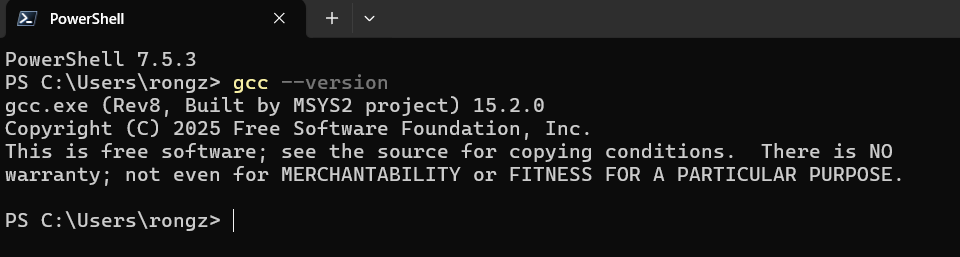 PowerShell
PowerShell 7.5.3
PS C:\Users\rongz> gcc --version
gcc.exe (Rev8, Built by MSYS2 project) 15.2.0
Copyright (C) 2025 Free Software Foundation, Inc.
This is free software; see the source for copying conditions.  There is NO
warranty; not even for MERCHANTABILITY or FITNESS FOR A PARTICULAR PURPOSE.
PS C:\Users\rongz>